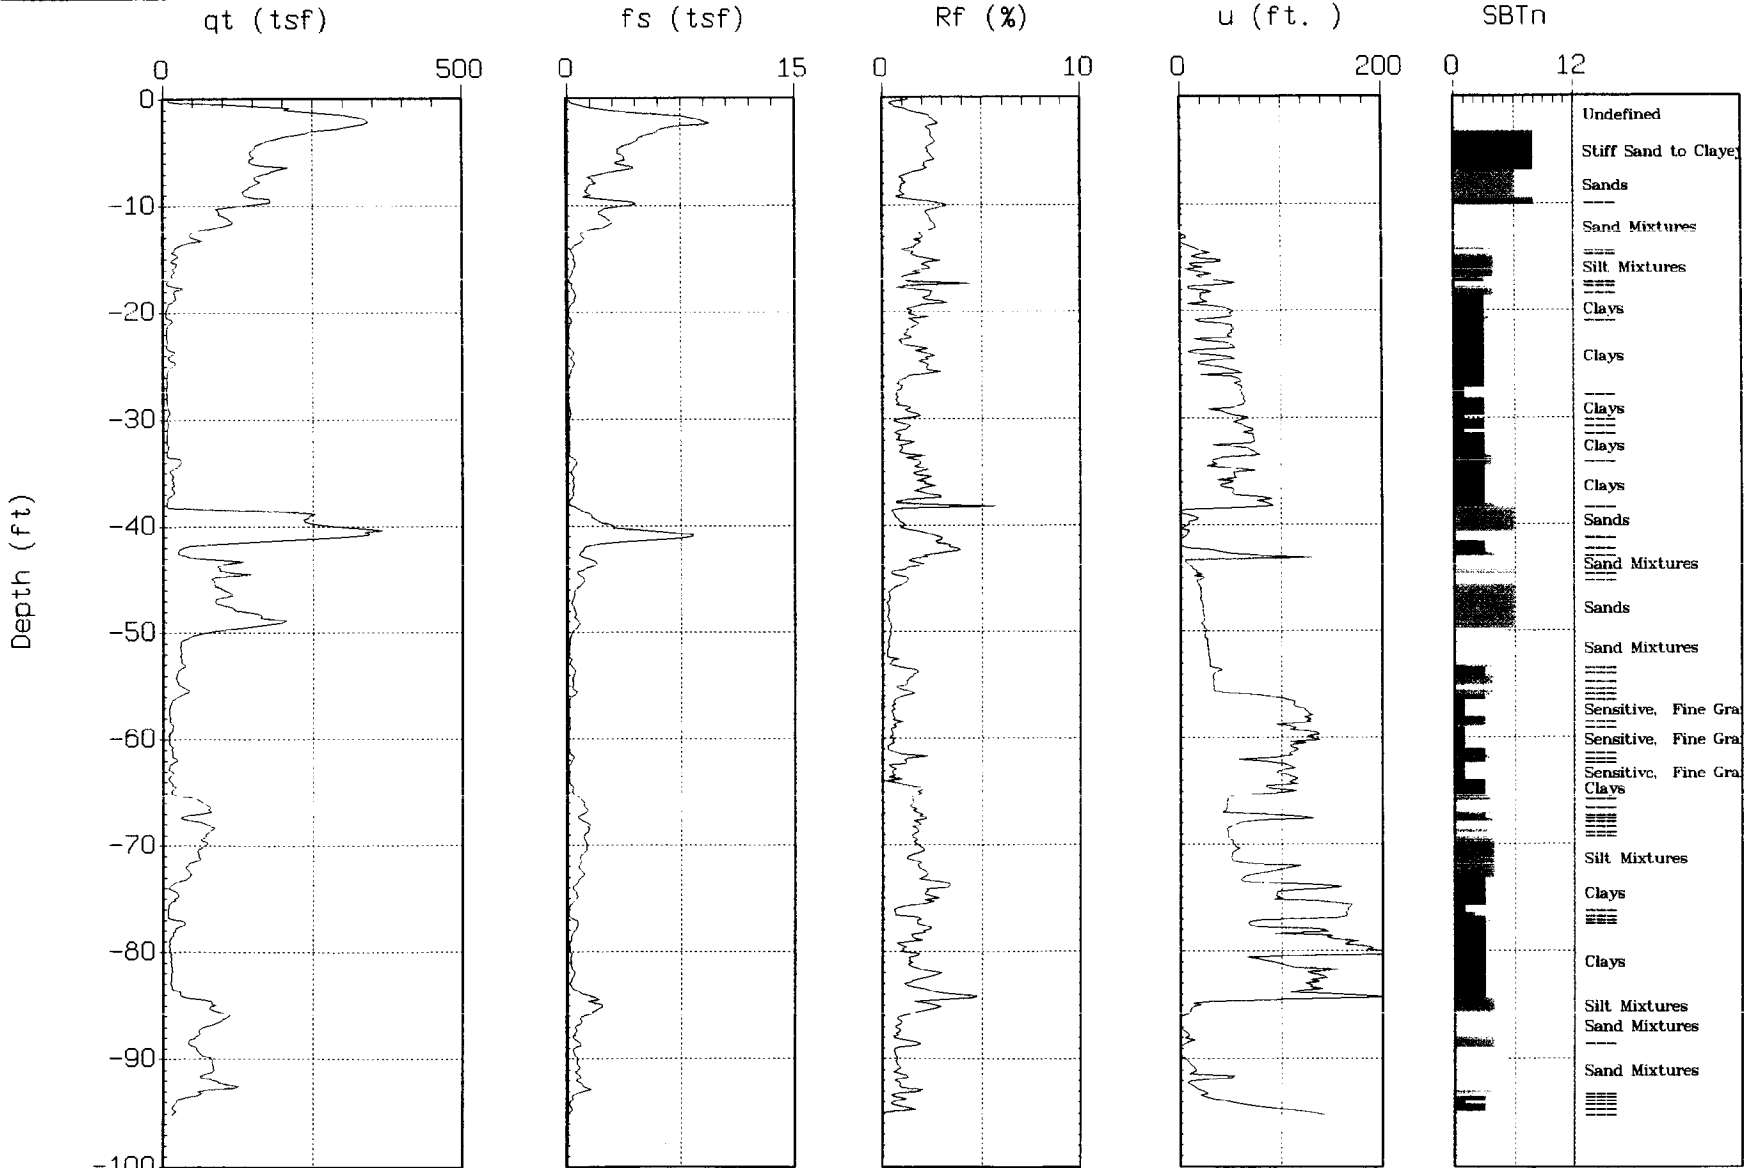 qt (tsf)
fs (tsf)
Rf (%)
u (ft. )
SBTn
0
500
0
15
0
10
0
200
0
12
0
-10
-20
-30
-40
-50
-60
-70
-80
-90
-100
Depth (ft)
Undefined
Stiff Sand to Clayey
Sands
Sand Mixtures
Silt Mixtures
Clays
Clays
Clays
Clays
Clays
Sands
Sand Mixtures
Sands
Sand Mixtures
Sensitive, Fine Gra
Sensitive, Fine Gra
Sensitive, Fine Gra
Clays
Silt Mixtures
Clays
Clays
Silt Mixtures
Sand Mixtures
Sand Mixtures